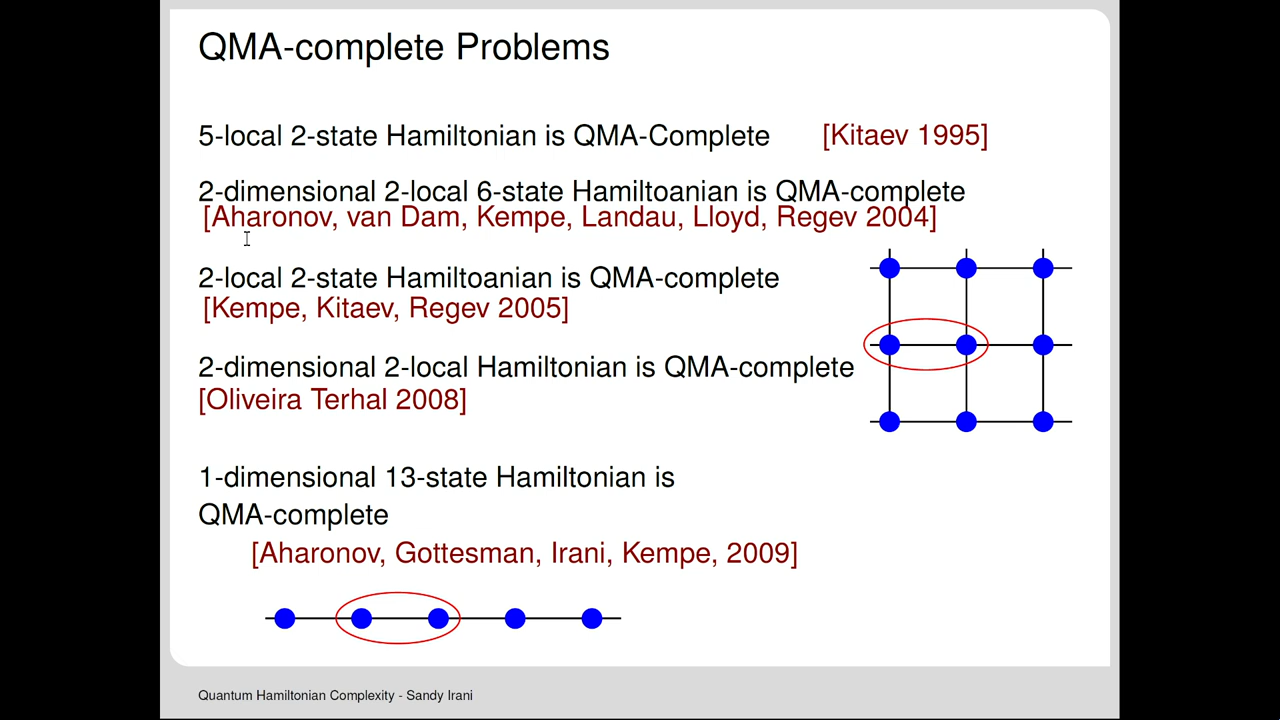 QMA-complete Problems
5-local 2-state Hamiltonian is QMA-Complete [Kitaev 1995]
2-dimensional 2-local 6-state Hamiltoanian is QMA-complete
[Aharonov, van Dam, Kempe, Landau, Lloyd, Regev 2004]
2-local 2-state Hamiltoanian is QMA-complete
[Kempe, Kitaev, Regev 2005]
2-dimensional 2-local Hamiltonian is QMA-complete
[Oliveira Terhal 2008]
1-dimensional 13-state Hamiltonian is
QMA-complete
[Aharonov, Gottesman, Irani, Kempe, 2009]
Quantum Hamiltonian Complexity - Sandy Irani